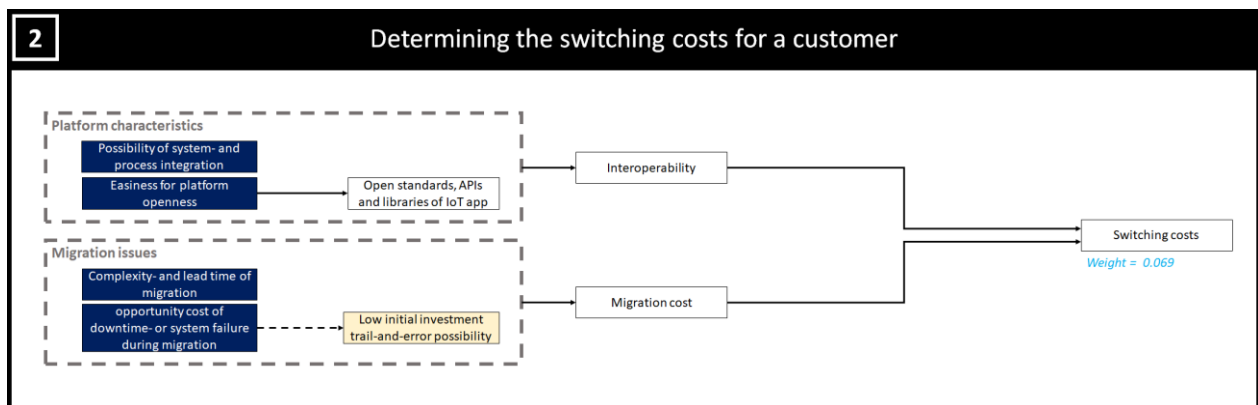 2
Determining the switching costs for a customer
Platform characteristics
Possibility of system- and
process integration
Easiness for platform
openness
Open standards, APIs
and libraries of IoT app
Interoperability
Switching costs
Weight = 0.069
Migration issues
Complexity- and lead time of
migration
opportunity cost of
downtime- or system failure
during migration
Low initial investment
trail-and-error possibility
Migration cost